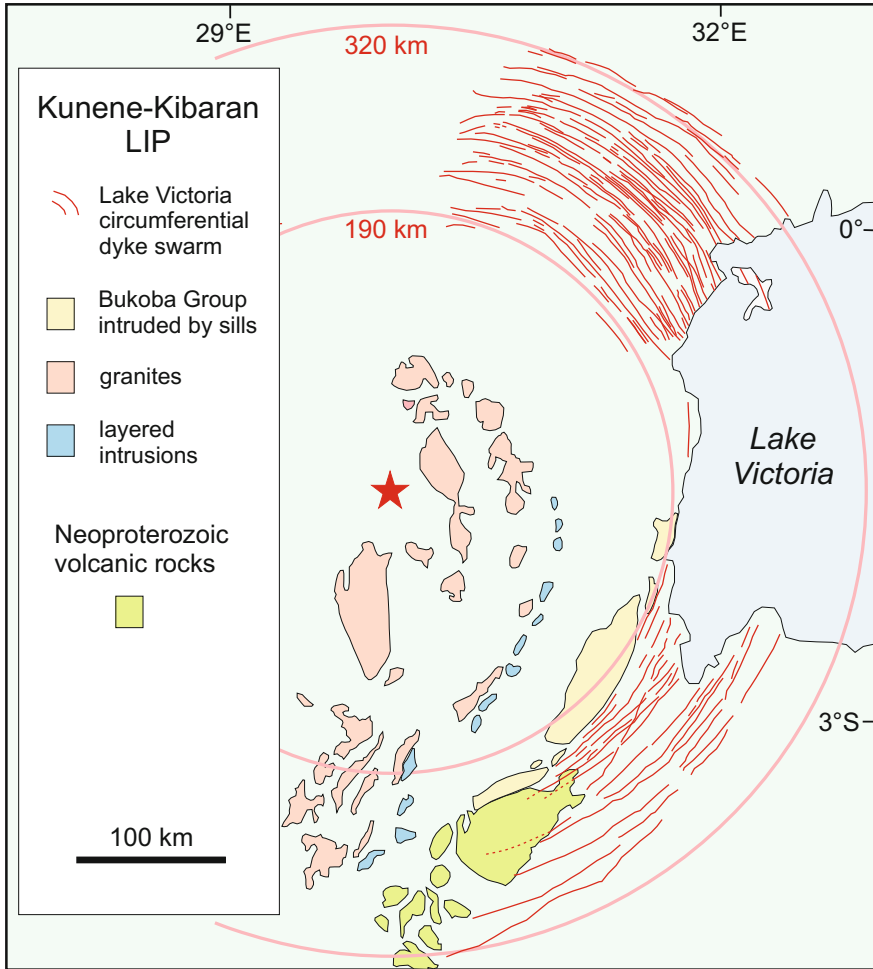 29°E
32°E
320 km
Kunene-Kibaran
LIP
Lake Victoria
circumferential
dyke swarm
190 km
0°
Bukoba Group
intruded by sills
granites
layered
intrusions
Lake
Victoria
Neoproterozoic
volcanic rocks
3°S
100 km